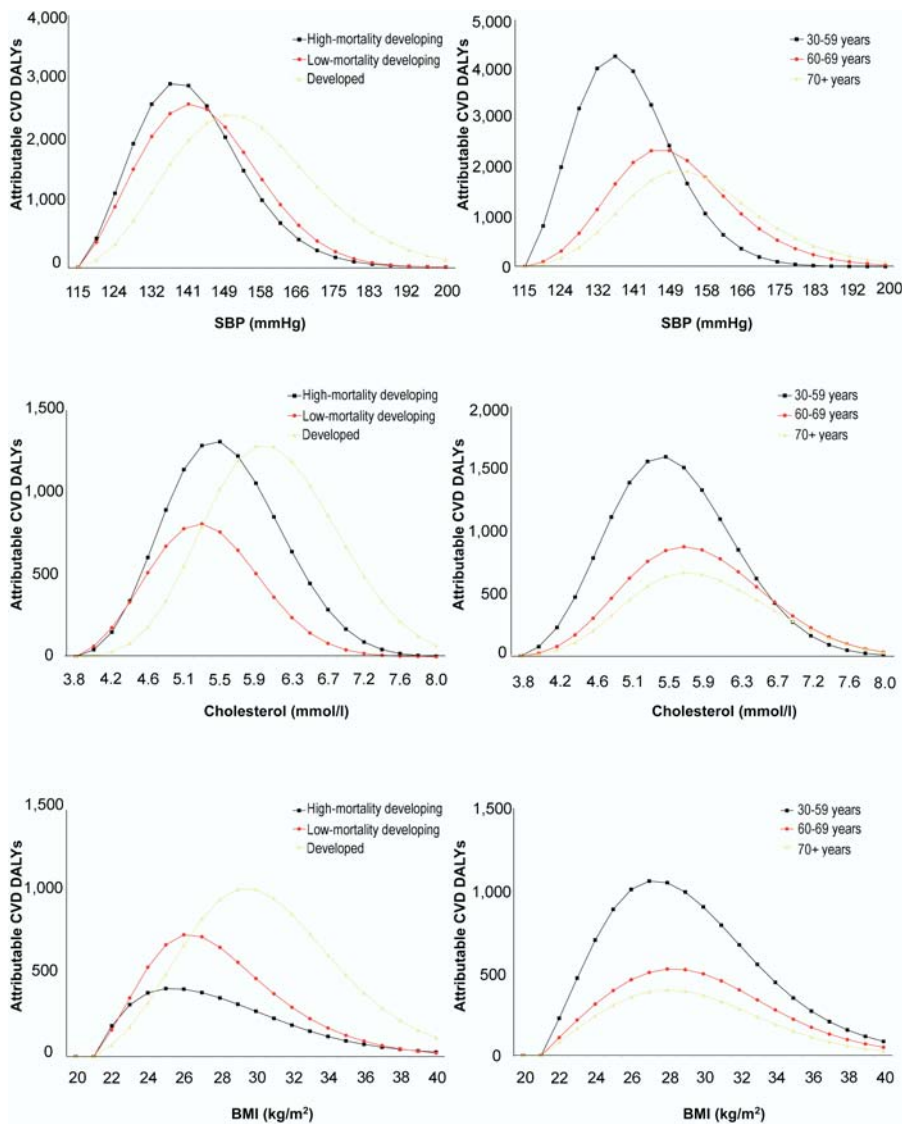 4,000
3,000
2,000
1,000
0
Attributable CVD DALYs
High-mortality developing
Low-mortality developing
Developed
115 124 132 141 149 158 166 175 183 192 200
SBP (mmHg)
5,000
4,000
3,000
2,000
1,000
0
Attributable CVD DALYs
30-59 years
60-69 years
70+ years
115 124 132 141 149 158 166 175 183 192 200
SBP (mmHg)
1,500
1,000
500
0
Attributable CVD DALYs
High-mortality developing
Low-mortality developing
Developed
3.8 4.2 4.6 5.1 5.5 5.9 6.3 6.7 7.2 7.6 8.0
Cholesterol (mmol/l)
2,000
1,500
1,000
500
0
Attributable CVD DALYs
30-59 years
60-69 years
70+ years
3.8 4.2 4.6 5.1 5.5 5.9 6.3 6.7 7.2 7.6 8.0
Cholesterol (mmol/l)
1,500
1,000
500
0
Attributable CVD DALYs
High-mortality developing
Low-mortality developing
Developed
20 22 24 26 28 30 32 34 36 38 40
BMI (kg/m²)
1,500
1,000
500
0
Attributable CVD DALYs
30-59 years
60-69 years
70+ years
20 22 24 26 28 30 32 34 36 38 40
BMI (kg/m²)